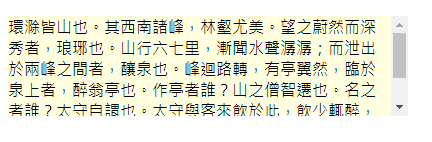 環滁皆山也。其西南諸峰，林壑尤美。望之蔚然而深
秀者，琅琊也。山行六七里，漸聞水聲潺潺；而泄出
於兩峰之間者，釀泉也。峰迴路轉，有亭翼然，臨於
泉上者，醉翁亭也。作亭者誰？山之僧智遷也。名之
者誰？太守自謂也。太守與客來飲於此，飲少輒醉，